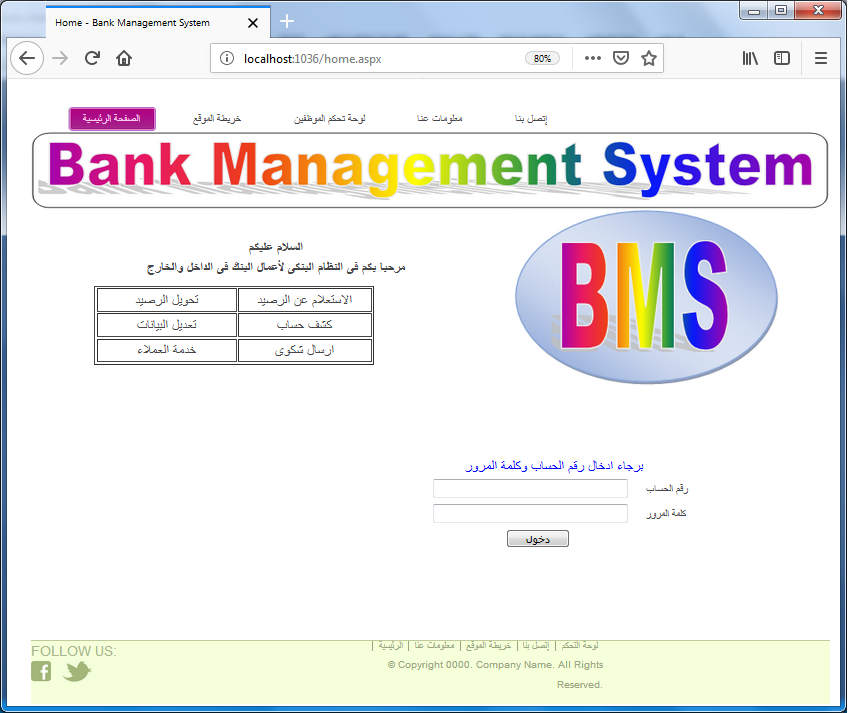 Home - Bank Management System
localhost:1036/home.aspx
80%
الصفحة الرئيسية
خريطة الموقع
لوحة تحكم الموظفين
معلومات عنا
إتصل بنا
Bank Management System
BMS
السلام عليكم
مرحبا بكم فى النظام البنكى لأعمال البنك فى الداخل والخارج
الاستعلام عن الرصيد
تحويل الرصيد
كشف حساب
تعديل البيانات
ارسال شكوى
خدمة العملاء
برجاء ادخال رقم الحساب وكلمة المرور
رقم الحساب
كلمة المرور
دخول
FOLLOW US:
لوحة التحكم | إتصل بنا | خريطة الموقع | معلومات عنا | الرئيسية |
© Copyright 0000. Company Name. All Rights
Reserved.